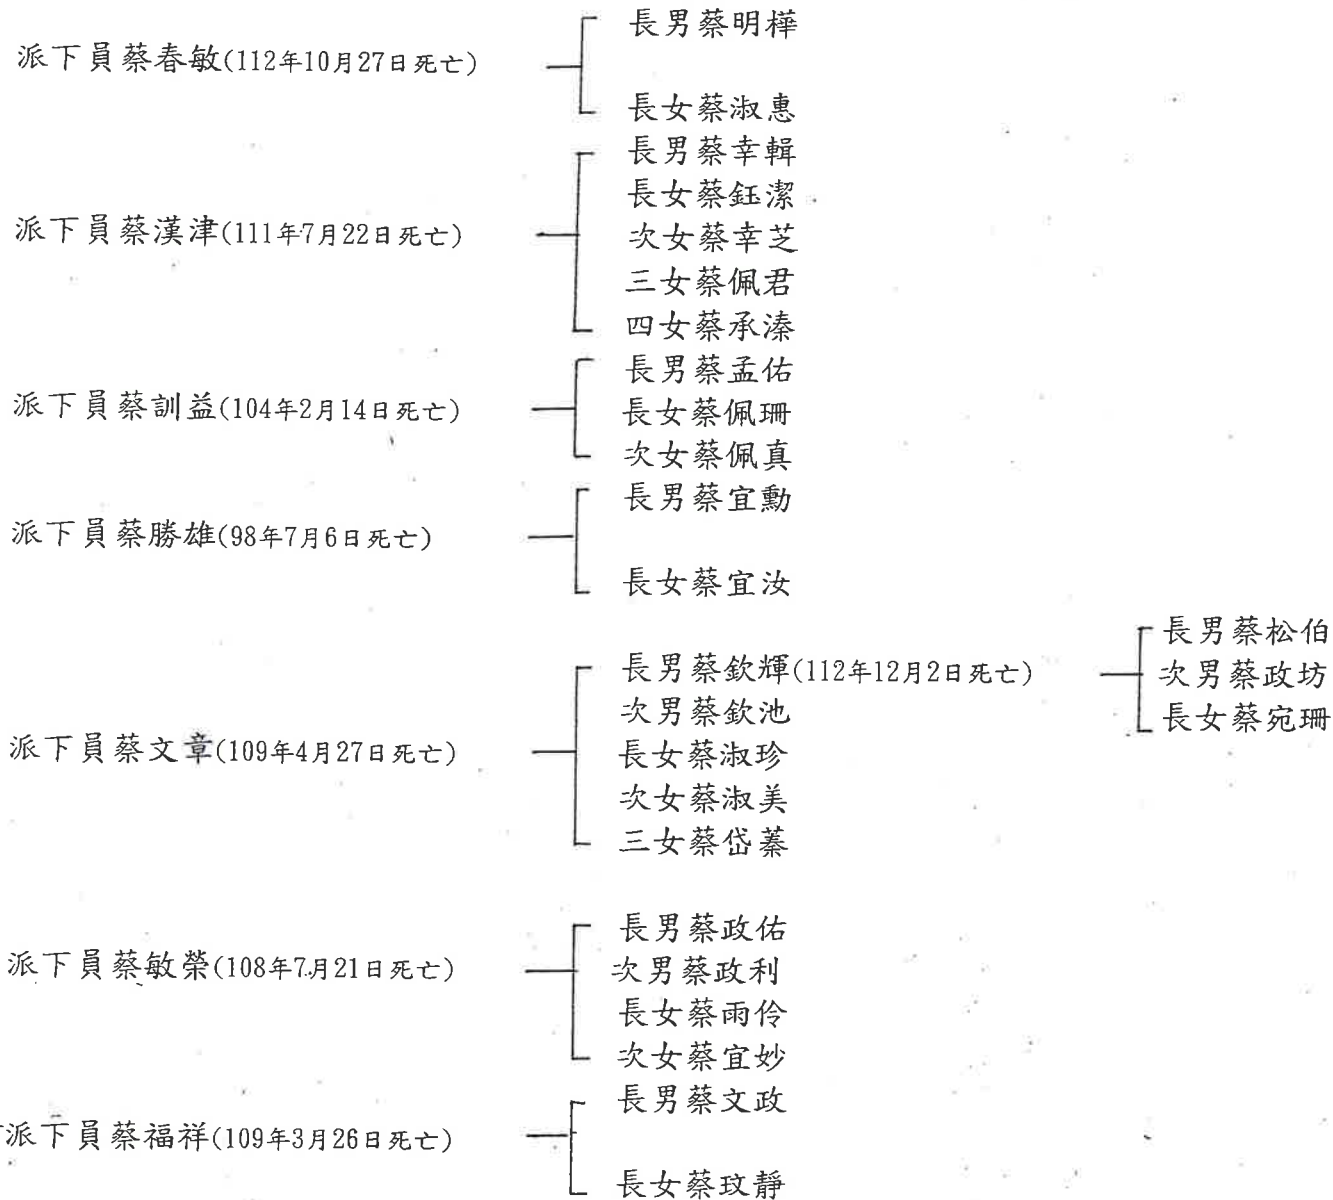 長男蔡明樺
派下員蔡春敏(112年10月27日死亡)
長女蔡淑惠
長男蔡幸輯
長女蔡鈺潔
派下員蔡漢津(111年7月22日死亡)
次女蔡幸芝
三女蔡佩君
四女蔡承溱
長男蔡孟佑
派下員蔡訓益(104年2月14日死亡)
長女蔡佩珊
次女蔡佩真
長男蔡宜勳
派下員蔡勝雄(98年7月6日死亡)
長女蔡宜汝
長男蔡欽輝(112年12月2日死亡)
長男蔡松伯
次男蔡政坊
長女蔡宛珊
次男蔡欽池
派下員蔡文章(109年4月27日死亡)
長女蔡淑珍
次女蔡淑美
三女蔡岱蓁
長男蔡政佑
派下員蔡敏榮(108年7月21日死亡)
次男蔡政利
長女蔡雨伶
次女蔡宜妙
長男蔡文政
派下員蔡福祥(109年3月26日死亡)
長女蔡玟靜